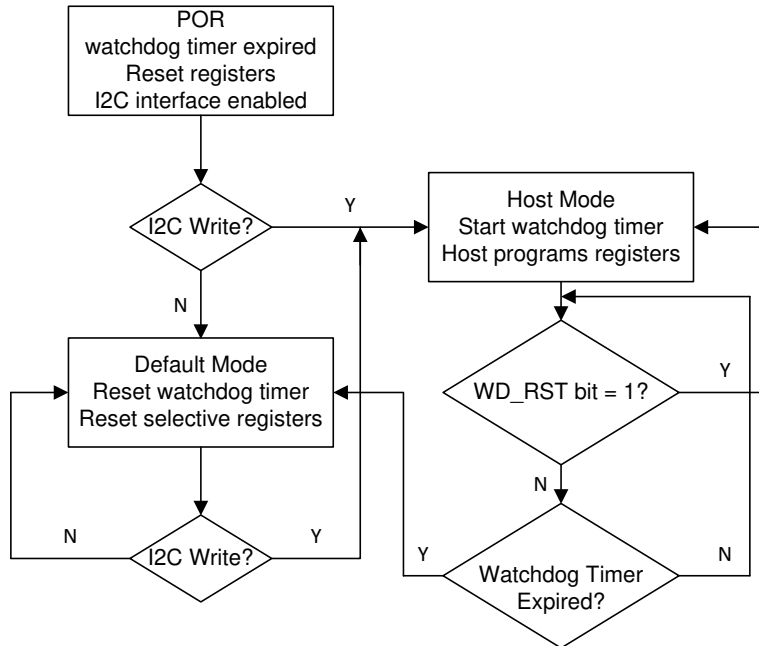 POR
watchdog timer expired
Reset registers
I2C interface enabled
I2C Write?
Y
N
Host Mode
Start watchdog timer
Host programs registers
Default Mode
Reset watchdog timer
Reset selective registers
WD_RST bit = 1?
Y
N
I2C Write?
N
Y
Watchdog Timer
Expired?
Y
N